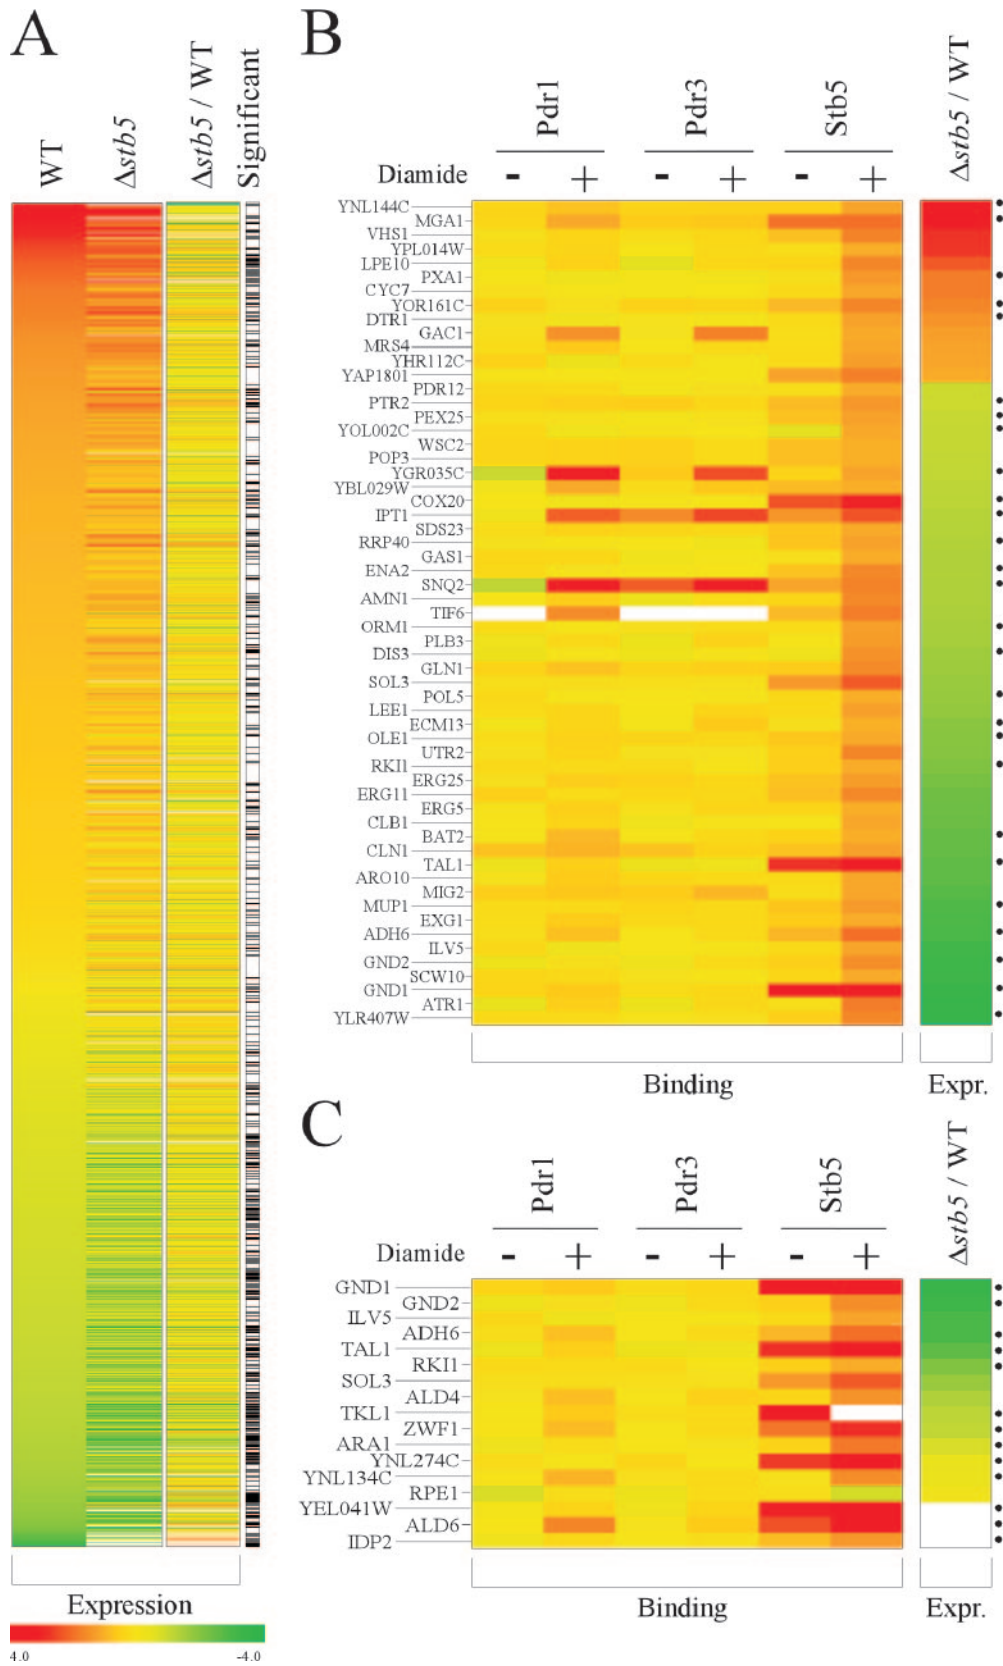 A
WT
Δstb5
Δstb5 / WT
Significant
Expression
4.0
-4.0
B
Pdr1
Pdr3
Stb5
Δstb5 / WT
Diamide
- + - + - +
YNL144C
MGA1
VHS1
YPL014W
LPE10
PXA1
CYC7
YOR161C
DTR1
GAC1
MRS4
YHR112C
YAP1801
PDR12
PTR2
PEX25
YOL002C
WSC2
POP3
YGR035C
YBL029W
COX20
IPT1
SDS23
RRP40
GAS1
ENA2
SNQ2
AMN1
TIF6
ORM1
PLB3
DIS3
GLN1
SOL3
POL5
LEE1
ECM13
OLE1
UTR2
RKI1
ERG25
ERG11
ERG5
CLB1
BAT2
CLN1
TAL1
ARO10
MIG2
MUP1
EXG1
ADH6
ILV5
GND2
SCW10
GND1
ATR1
YLR407W
Binding
Expr.
C
Pdr1
Pdr3
Stb5
Δstb5 / WT
Diamide
- + - + - +
GND1
GND2
ILV5
ADH6
TAL1
RKI1
SOL3
ALD4
TKL1
ZWF1
ARA1
YNL274C
YNL134C
RPE1
YEL041W
ALD6
IDP2
Binding
Expr.